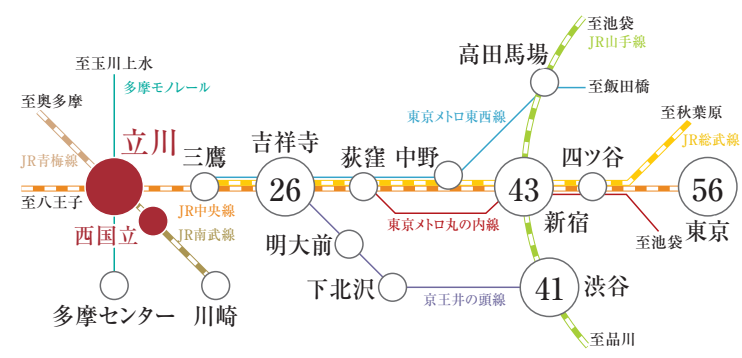 至池袋
JR山手線
高田馬場
至玉川上水
多摩モノレール
至飯田橋
至奥多摩
東京メトロ東西線
至秋葉原
立川
三鷹
吉祥寺
荻窪
中野
四ツ谷
JR総武線
JR青梅線
26
43
56
至八王子
JR中央線
東京メトロ丸の内線
新宿
東京
西国立
JR南武線
至池袋
明大前
下北沢
京王井の頭線
41
渋谷
多摩センター
川崎
至品川